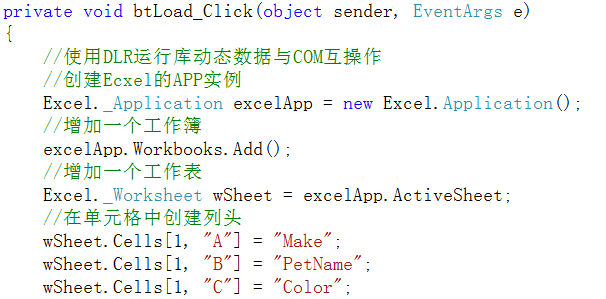 private void btLoad_Click(object sender, EventArgs e)
{
//使用DLR运行库动态数据与COM互操作
//创建Ecxel的APP实例
Excel._Application excelApp = new Excel.Application();
//增加一个工作簿
excelApp.Workbooks.Add();
//增加一个工作表
Excel._Worksheet wSheet = excelApp.ActiveSheet;
//在单元格中创建列头
wSheet.Cells[1, "A"] = "Make";
wSheet.Cells[1, "B"] = "PetName";
wSheet.Cells[1, "C"] = "Color";